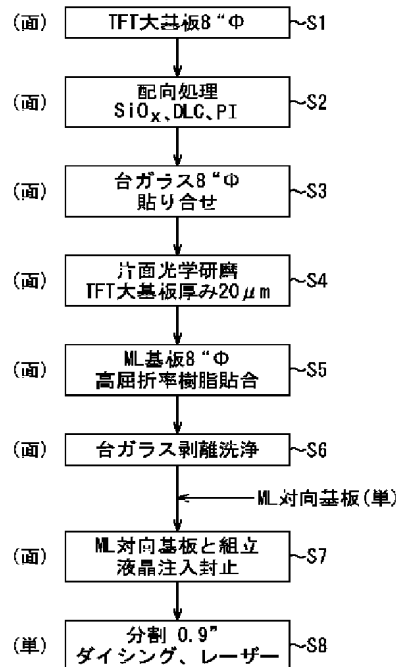 (面) TFT大基板8“Φ ~S1
(面) 配向処理 ~S2
SiOx、DLC、PI
(面) 台ガラス8“Φ ~S3
貼り合せ
(面) 片面光学研磨 ~S4
TFT大基板厚み20μm
(面) ML基板8“Φ ~S5
高屈折率樹脂貼合
(面) 台ガラス剥離洗浄 ~S6
ML対向基板(単)
(面) ML対向基板と組立 ~S7
液晶注入封止
(単) 分割 0.9” ~S8
ダイシング、レーザー